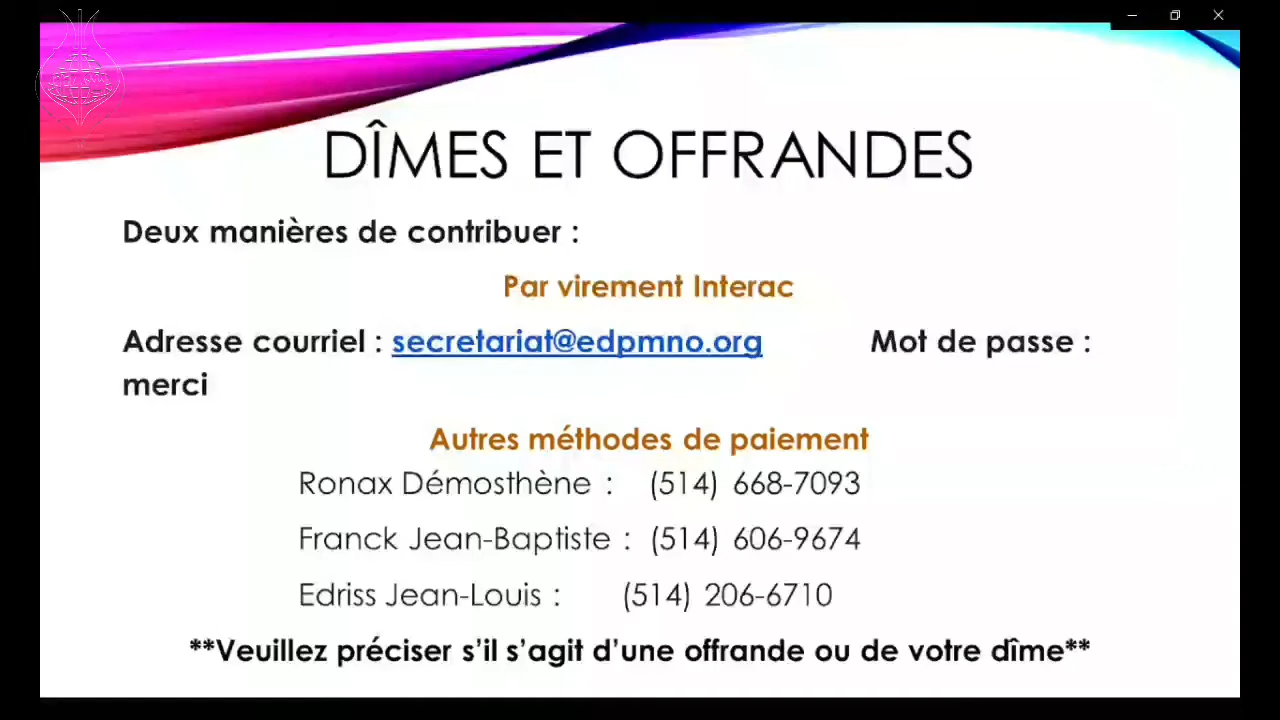 DÎMES ET OFFRANDES
Deux manières de contribuer :
Par virement Interac
Adresse courriel : secretariat@edpmno.org Mot de passe :
merci
Autres méthodes de paiement
Ronax Démosthène : (514) 668-7093
Franck Jean-Baptiste : (514) 606-9674
Edriss Jean-Louis : (514) 206-6710
**Veuillez préciser s’il s’agit d’une offrande ou de votre dîme**